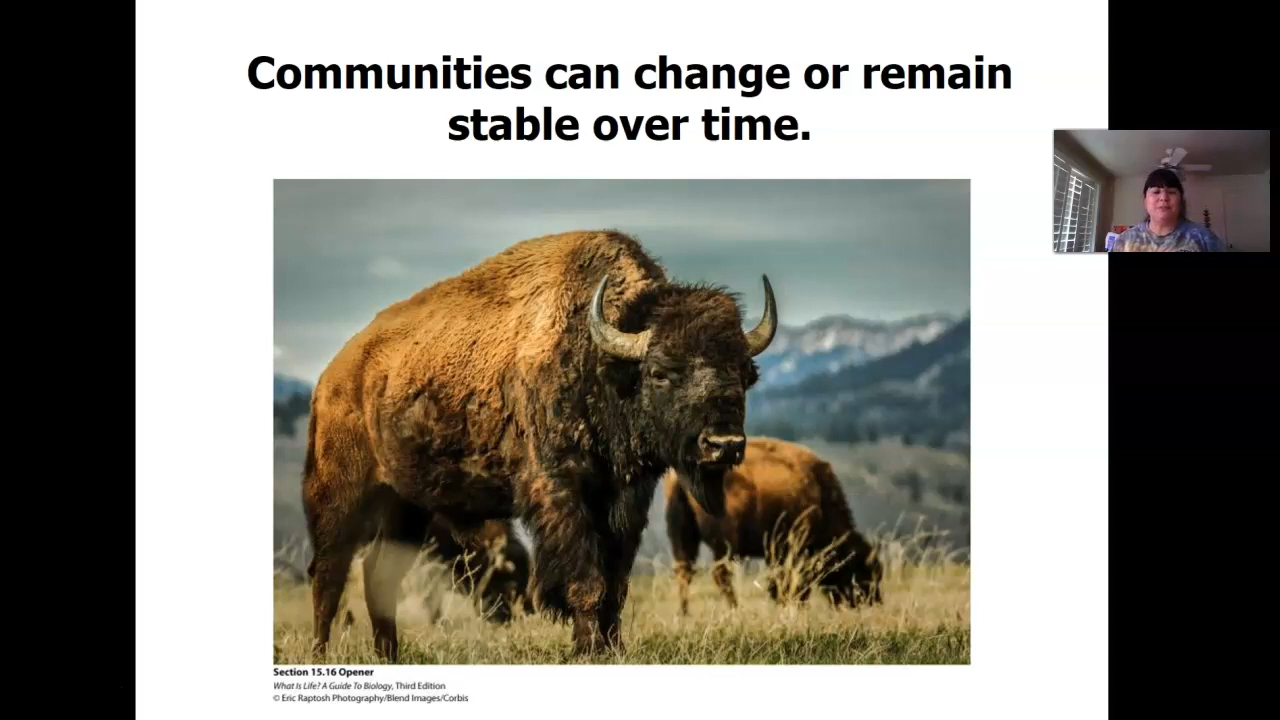 Communities can change or remain
stable over time.
Section 15.16 Opener
What Is Life? A Guide To Biology, Third Edition
© Eric Raptosh Photography/Blend Images/Corbis